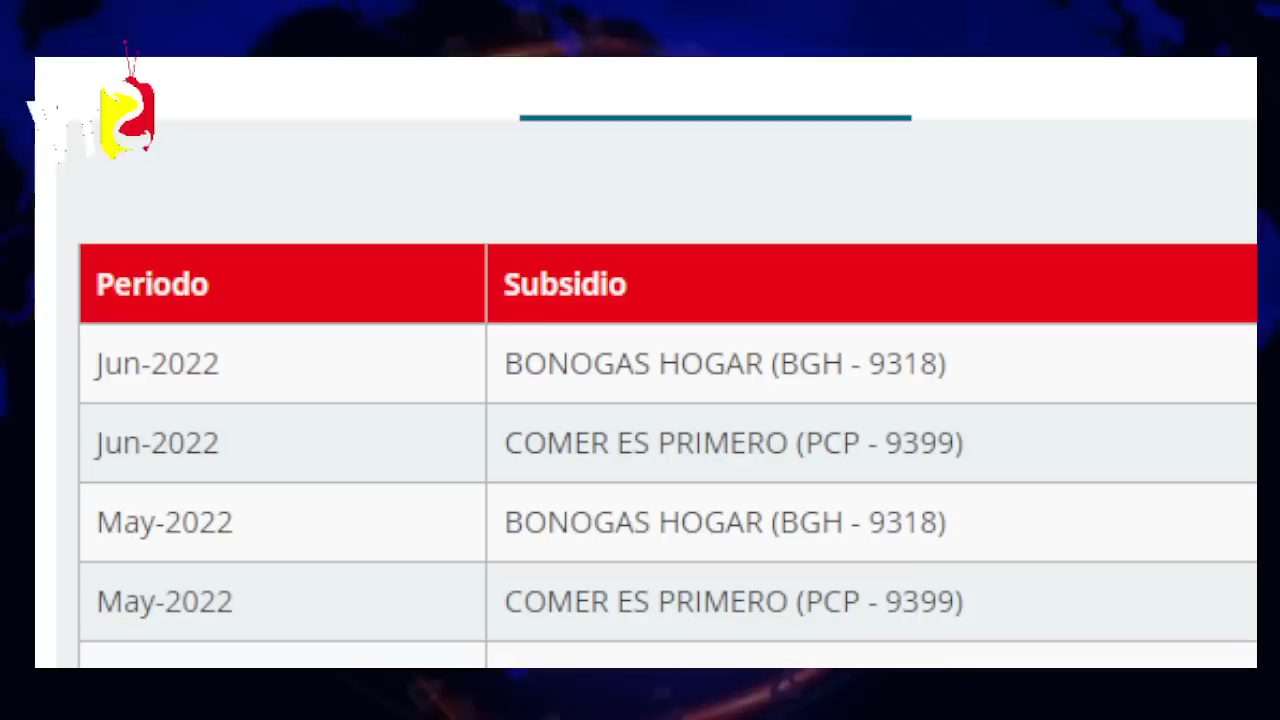 Periodo Subsidio
Jun-2022 BONOGAS HOGAR (BGH - 9318)
Jun-2022 COMER ES PRIMERO (PCP - 9399)
May-2022 BONOGAS HOGAR (BGH - 9318)
May-2022 COMER ES PRIMERO (PCP - 9399)